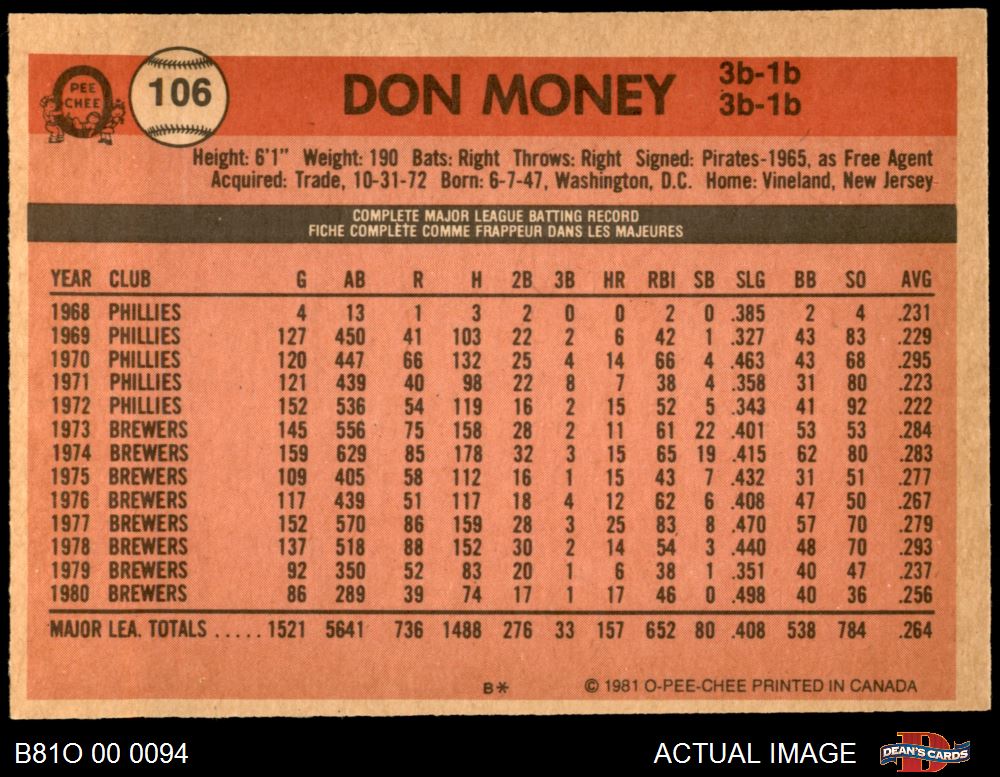 PEE
CHEE
106
DON MONEY
3b-1b
3b-1b
Height: 6'1" Weight: 190 Bats: Right Throws: Right Signed: Pirates-1965, as Free Agent
Acquired: Trade, 10-31-72 Born: 6-7-47, Washington, D.C. Home: Vineland, New Jersey
COMPLETE MAJOR LEAGUE BATTING RECORD
FICHE COMPLÈTE COMME FRAPPEUR DANS LES MAJEURES
YEAR CLUB G AB R H 2B 3B HR RBI SB SLG BB SO AVG
1968 PHILLIES 4 13 1 3 2 0 0 2 0 .385 2 4 .231
1969 PHILLIES 127 450 41 103 22 2 6 42 1 .327 43 83 .229
1970 PHILLIES 120 447 66 132 25 4 14 66 4 .463 43 68 .295
1971 PHILLIES 121 439 40 98 22 8 7 38 4 .358 31 80 .223
1972 PHILLIES 152 536 54 119 16 2 15 52 5 .343 41 92 .222
1973 BREWERS 145 556 75 158 28 2 11 61 22 .401 53 53 .284
1974 BREWERS 159 629 85 178 32 3 15 65 19 .415 62 80 .283
1975 BREWERS 109 405 58 112 16 1 15 43 7 .432 31 51 .277
1976 BREWERS 117 439 51 117 18 4 12 62 6 .408 47 50 .267
1977 BREWERS 152 570 86 159 28 3 25 83 8 .470 57 70 .279
1978 BREWERS 137 518 88 152 30 2 14 54 3 .440 48 70 .293
1979 BREWERS 92 350 52 83 20 1 6 38 1 .351 40 47 .237
1980 BREWERS 86 289 39 74 17 1 17 46 0 .498 40 36 .256
MAJOR LEA. TOTALS ..... 1521 5641 736 1488 276 33 157 652 80 .408 538 784 .264
B* © 1981 O-PEE-CHEE PRINTED IN CANADA
B81O 00 0094
ACTUAL IMAGE
DEAN'S CARDS